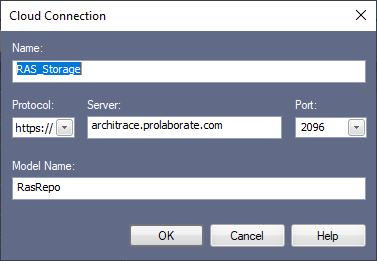 Cloud Connection
Name:
RAS_Storage
Protocol: Server: Port:
https:// architrace.prolaborate.com 2096
Model Name:
RasRepo
OK Cancel Help